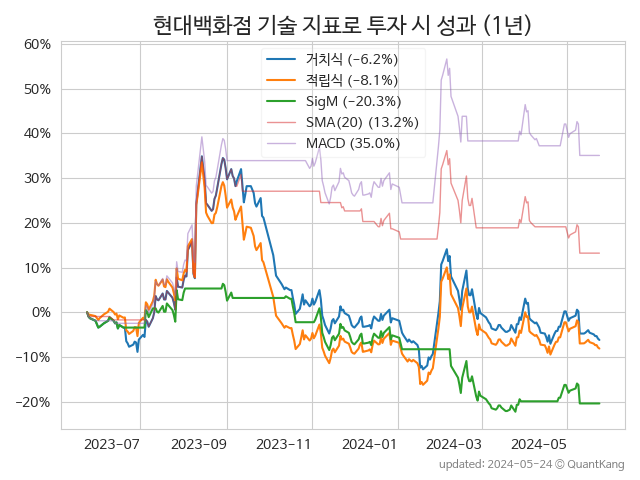 현대백화점 기술 지표로 투자 시 성과 (1년)
거치식 (−6.2%)
적립식 (−8.1%)
SigM (−20.3%)
SMA(20) (13.2%)
MACD (35.0%)
60%
50%
40%
30%
20%
10%
0%
−10%
−20%
2023-07
2023-09
2023-11
2024-01
2024-03
2024-05
updated: 2024-05-24 ⓒ QuantKang